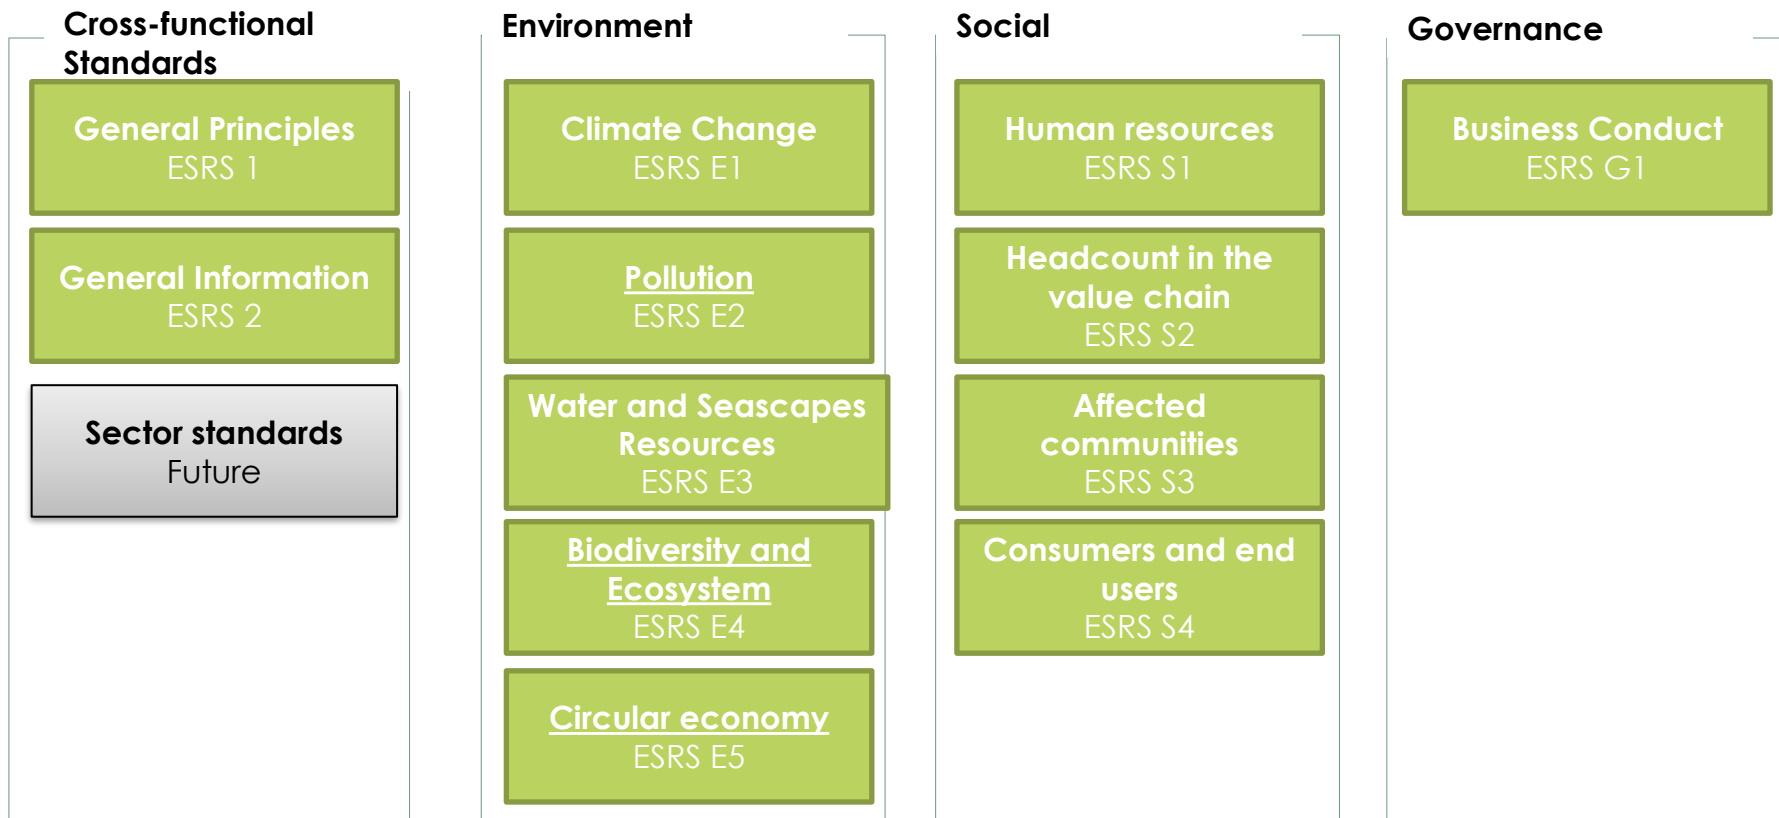 Cross-functional
Standards
General Principles
ESRS 1
General Information
ESRS 2
Sector standards
Future
Environment
Climate Change
ESRS E1
Pollution
ESRS E2
Water and Seascapes
Resources
ESRS E3
Biodiversity and
Ecosystem
ESRS E4
Circular economy
ESRS E5
Social
Human resources
ESRS S1
Headcount in the
value chain
ESRS S2
Affected
communities
ESRS S3
Consumers and end
users
ESRS S4
Governance
Business Conduct
ESRS G1